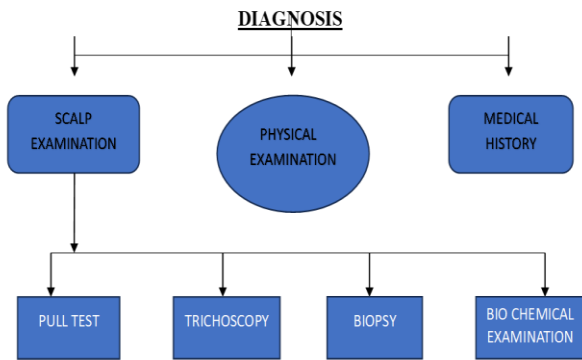 DIAGNOSIS
SCALP
EXAMINATION
PHYSICAL
EXAMINATION
MEDICAL
HISTORY
PULL TEST
TRICHOSCOPY
BIOPSY
BIO CHEMICAL
EXAMINATION